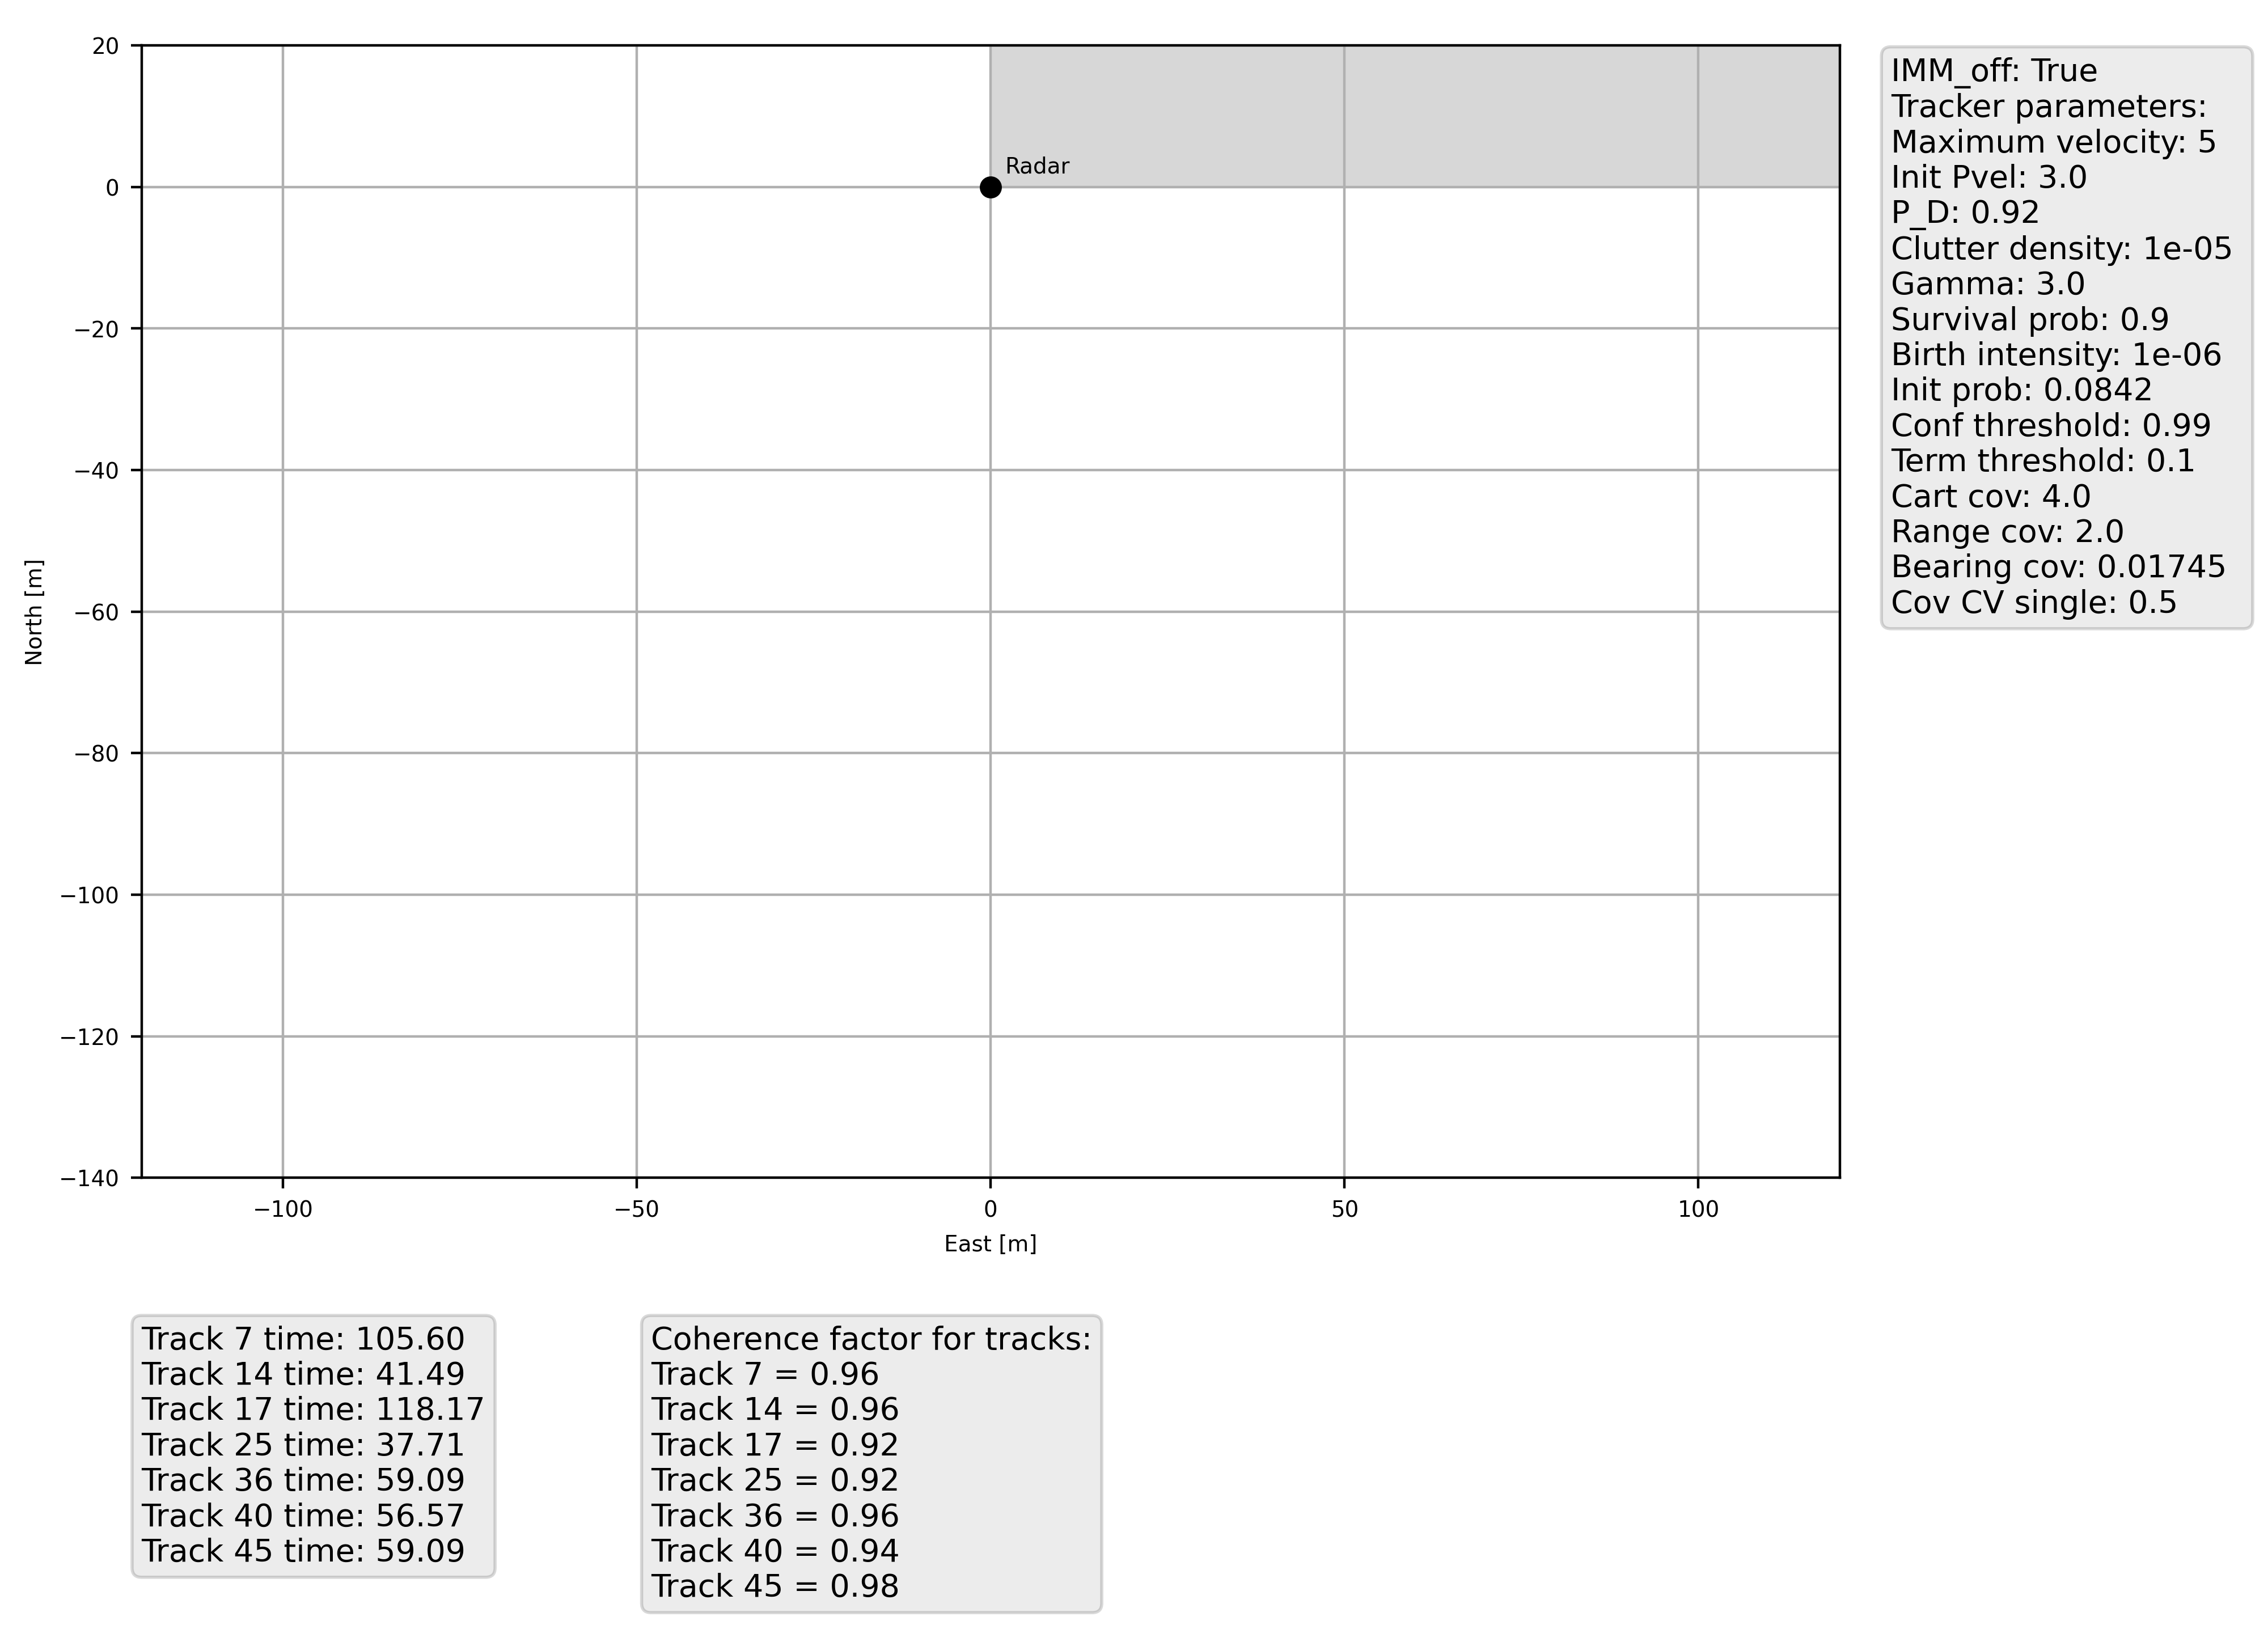 20
0
−20
−40
−60
−80
−100
−120
−140
North [m]
Radar
−100
−50
0
50
100
East [m]
IMM_off: True
Tracker parameters:
Maximum velocity: 5
Init Pvel: 3.0
P_D: 0.92
Clutter density: 1e-05
Gamma: 3.0
Survival prob: 0.9
Birth intensity: 1e-06
Init prob: 0.0842
Conf threshold: 0.99
Term threshold: 0.1
Cart cov: 4.0
Range cov: 2.0
Bearing cov: 0.01745
Cov CV single: 0.5
Track 7 time: 105.60
Track 14 time: 41.49
Track 17 time: 118.17
Track 25 time: 37.71
Track 36 time: 59.09
Track 40 time: 56.57
Track 45 time: 59.09
Coherence factor for tracks:
Track 7 = 0.96
Track 14 = 0.96
Track 17 = 0.92
Track 25 = 0.92
Track 36 = 0.96
Track 40 = 0.94
Track 45 = 0.98